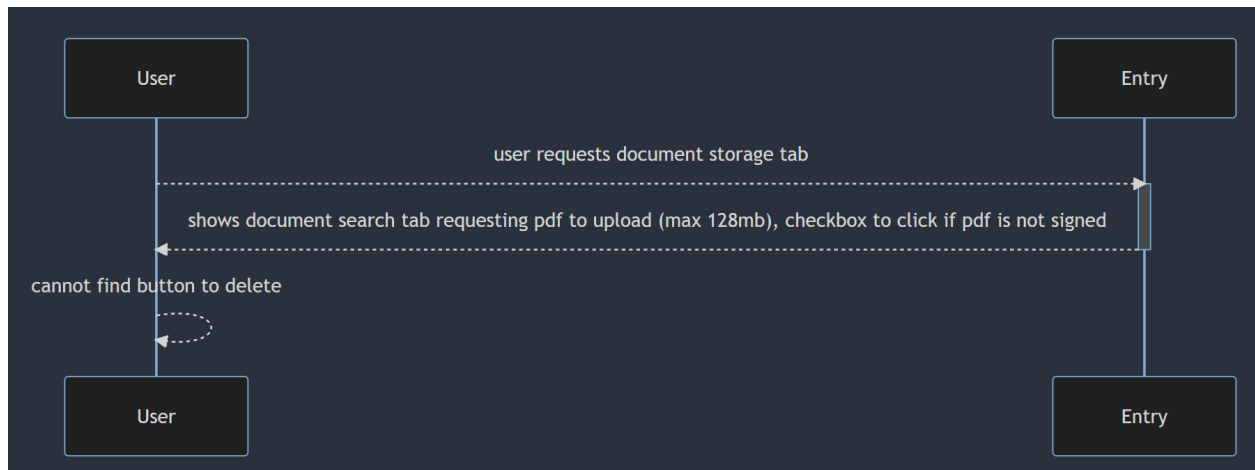 User
Entry
user requests document storage tab
shows document search tab requesting pdf to upload (max 128mb), checkbox to click if pdf is not signed
cannot find button to delete
User
Entry